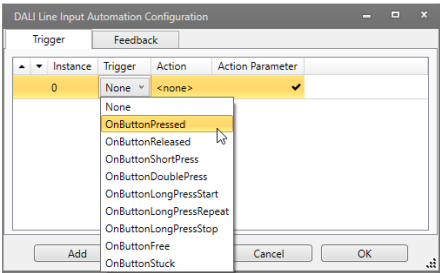 DALI Line Input Automation Configuration
Trigger Feedback
Instance Trigger Action Action Parameter
0 None <none>
None
OnButtonPressed
OnButtonReleased
OnButtonShortPress
OnButtonDoublePress
OnButtonLongPressStart
OnButtonLongPressRepeat
OnButtonLongPressStop
OnButtonFree
OnButtonStuck
Add Cancel OK